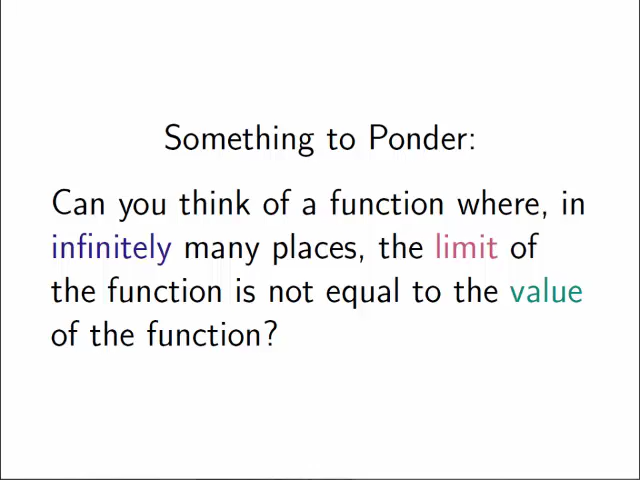 Something to Ponder:
Can you think of a function where, in
infinitely many places, the limit of
the function is not equal to the value
of the function?